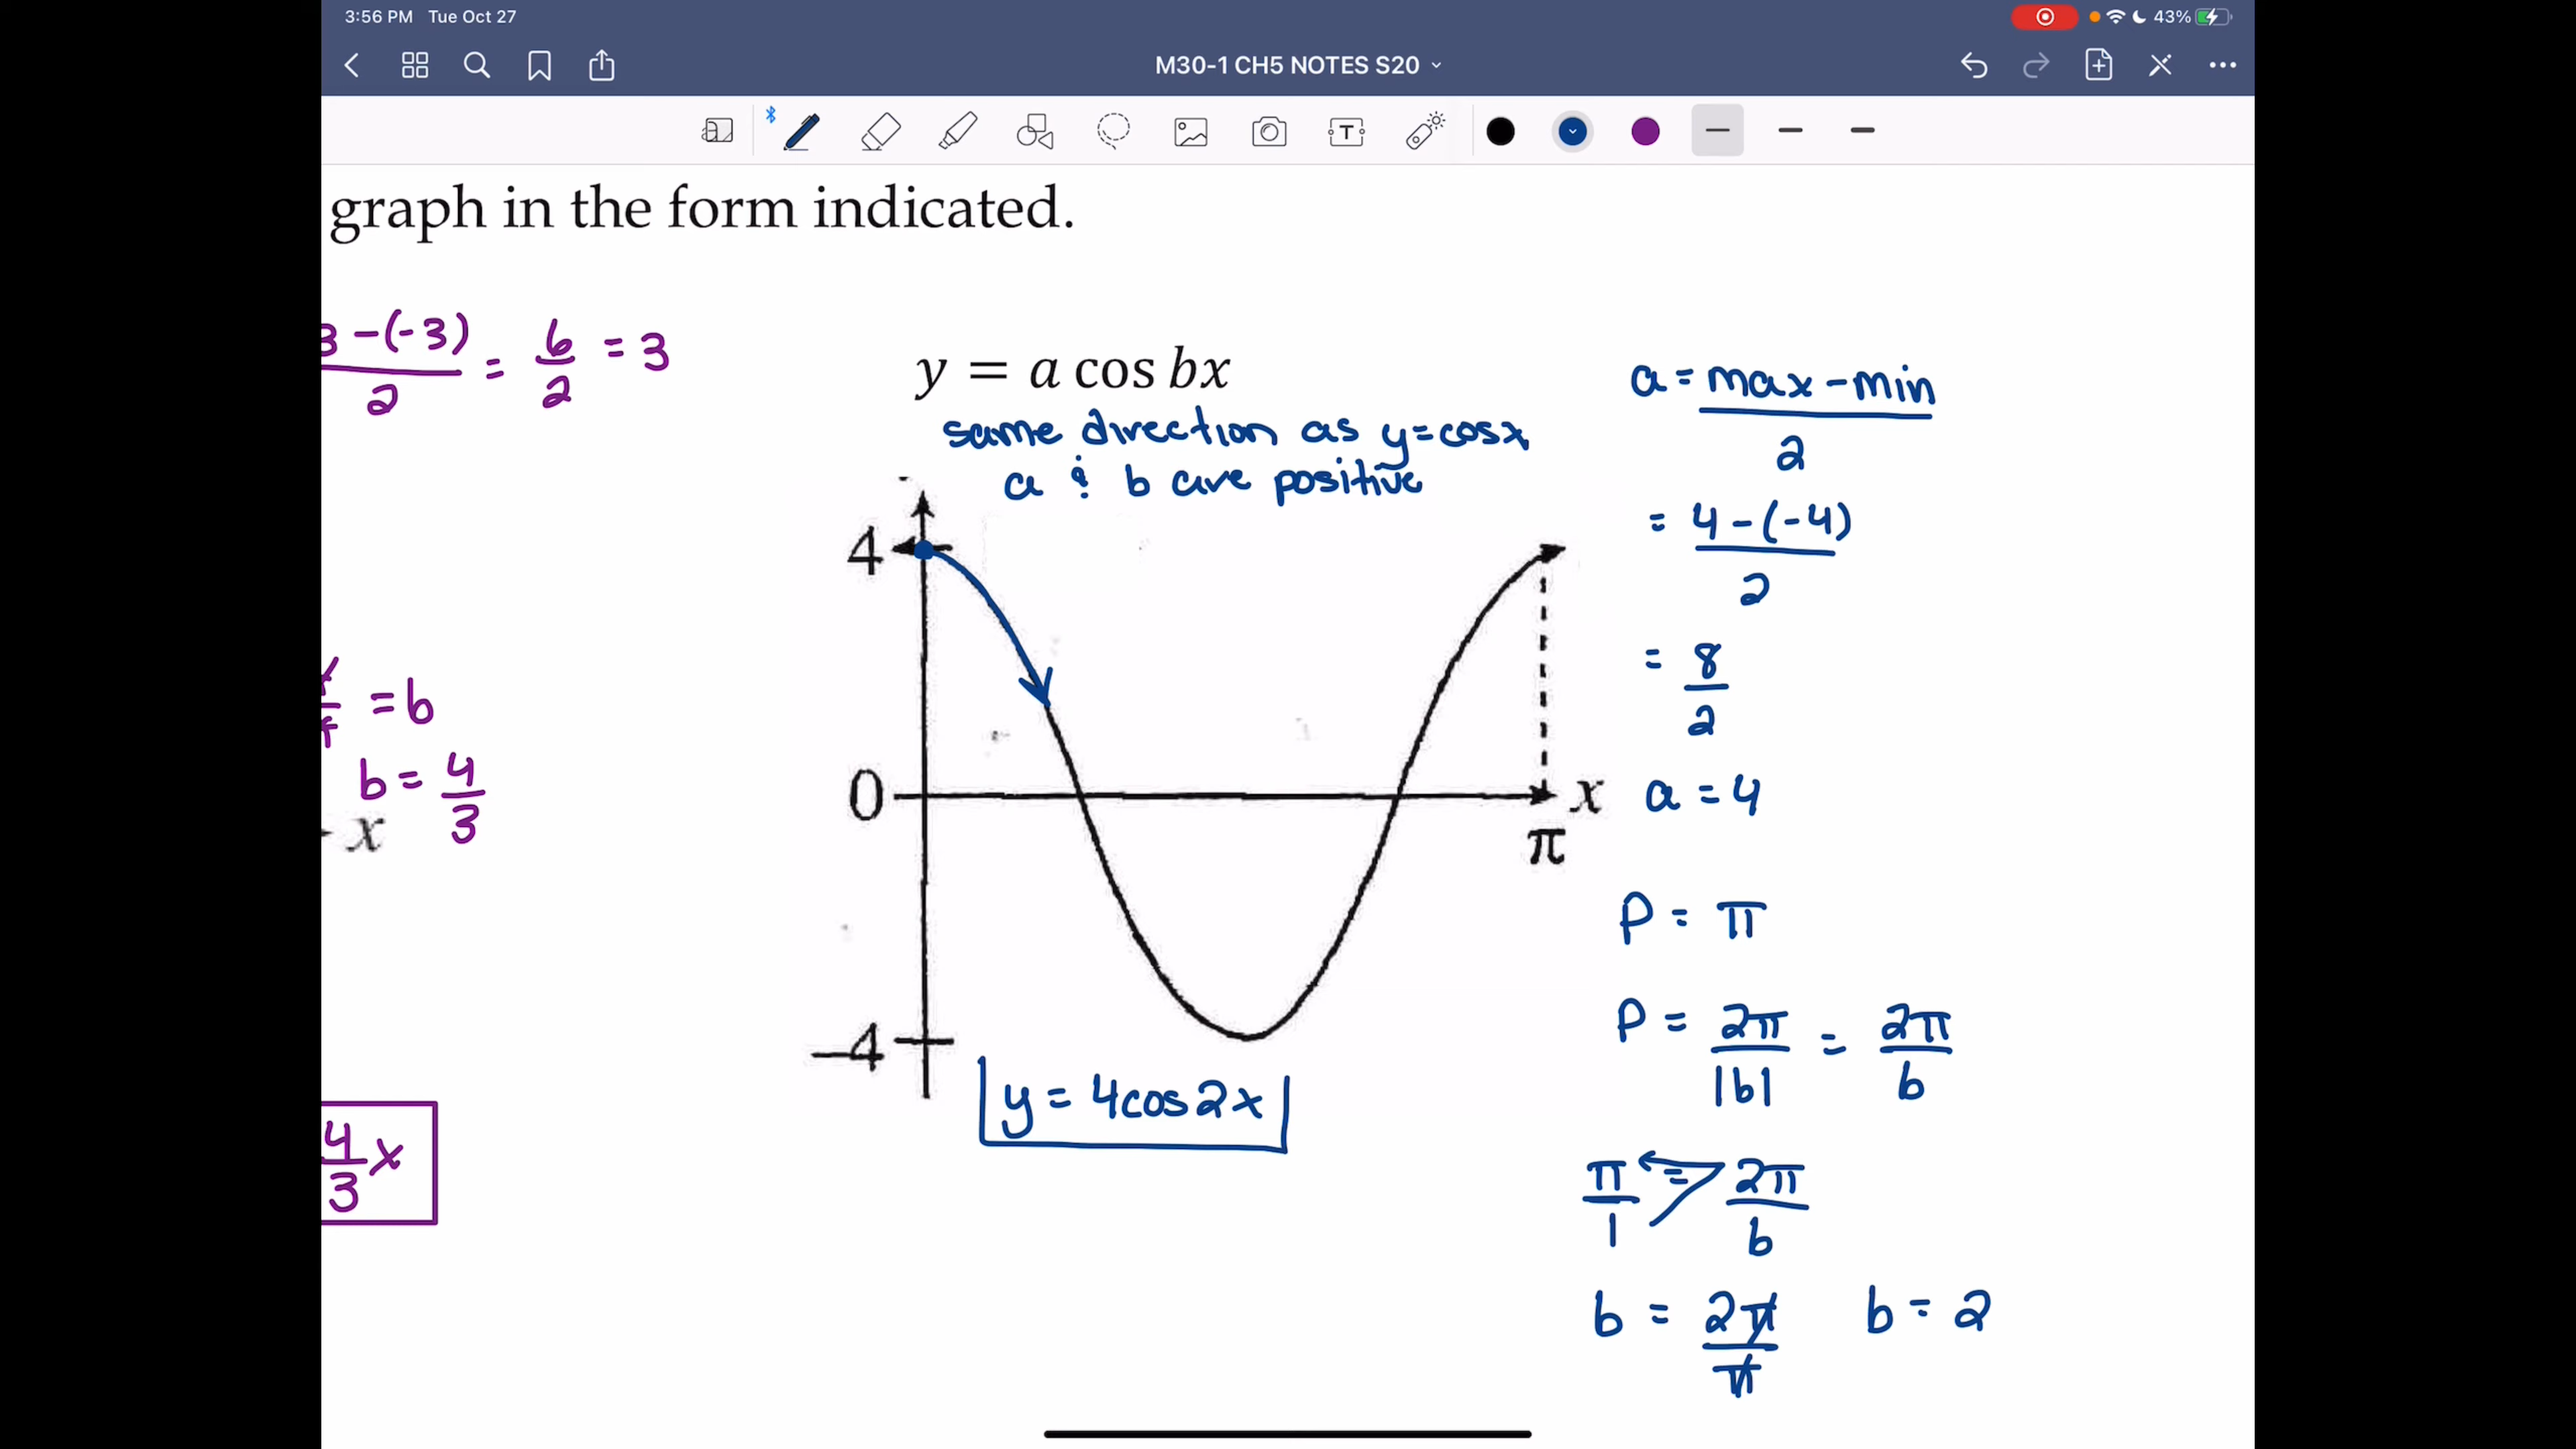 3:56 PM Tue Oct 27
43%
M30-1 CH5 NOTES S20
T
graph in the form indicated.
3-(-3)/2 = 6/2 = 3
y = a cos bx
same direction as y=cosx
a & b are positive
a = max-min/2
= 4-(-4)/2
= 8/2
a = 4
4
0
-4
x
π
= b
b = 4/3
x
4/3 x
y = 4cos2x
P = π
P = 2π/|b| = 2π/b
π/1 = 2π/b
b = 2π/π b = 2